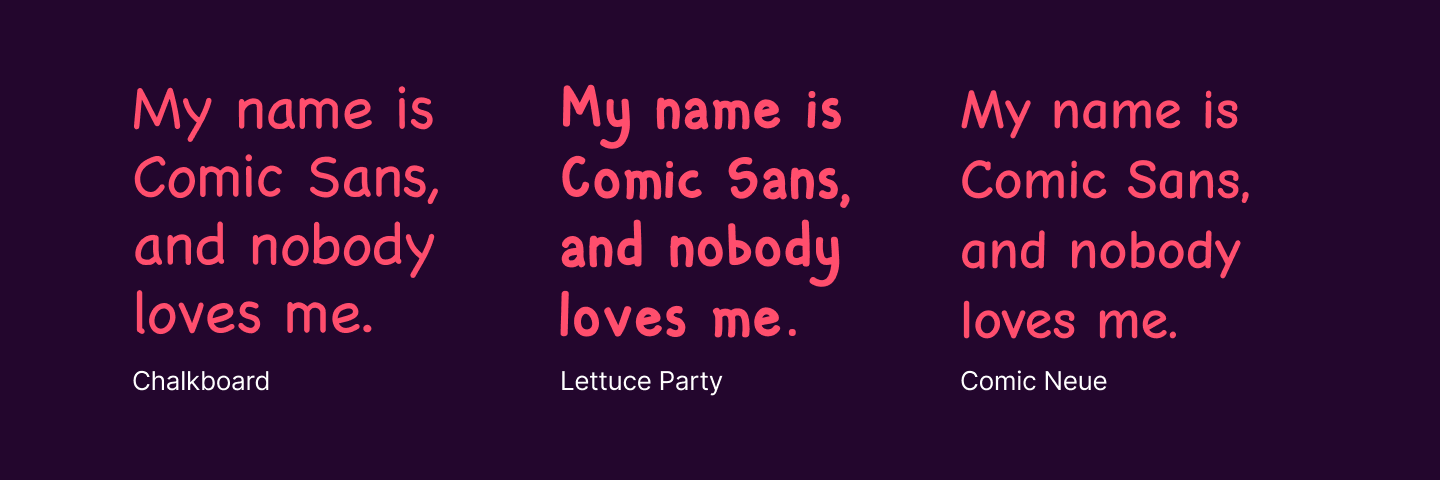 My name is
Comic Sans,
and nobody
loves me.
Chalkboard
My name is
Comic Sans,
and nobody
loves me.
Lettuce Party
My name is
Comic Sans,
and nobody
loves me.
Comic Neue